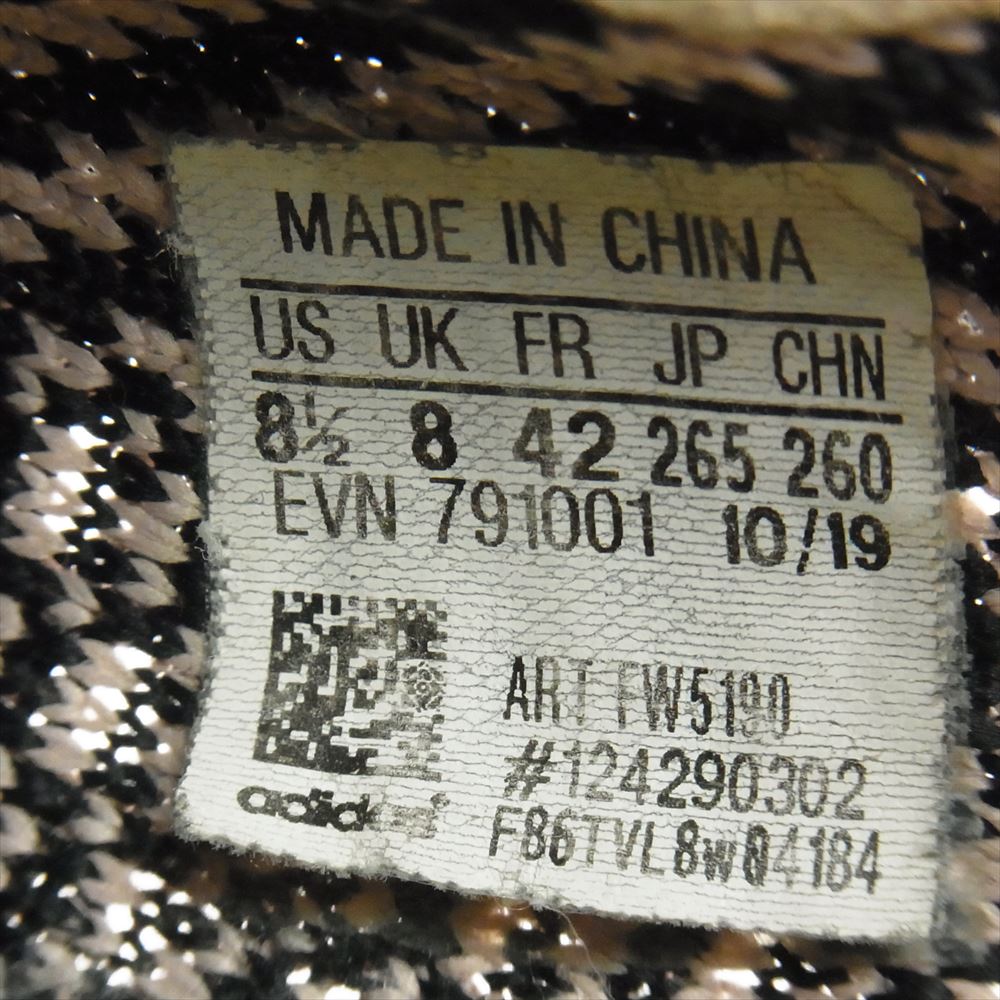 MADE IN CHINA
US UK FR JP CHN
8½ 8 42 265 260
EVN 791001 10/19
ART FW5190
#124290302
adidas
F86TVL8wN4184